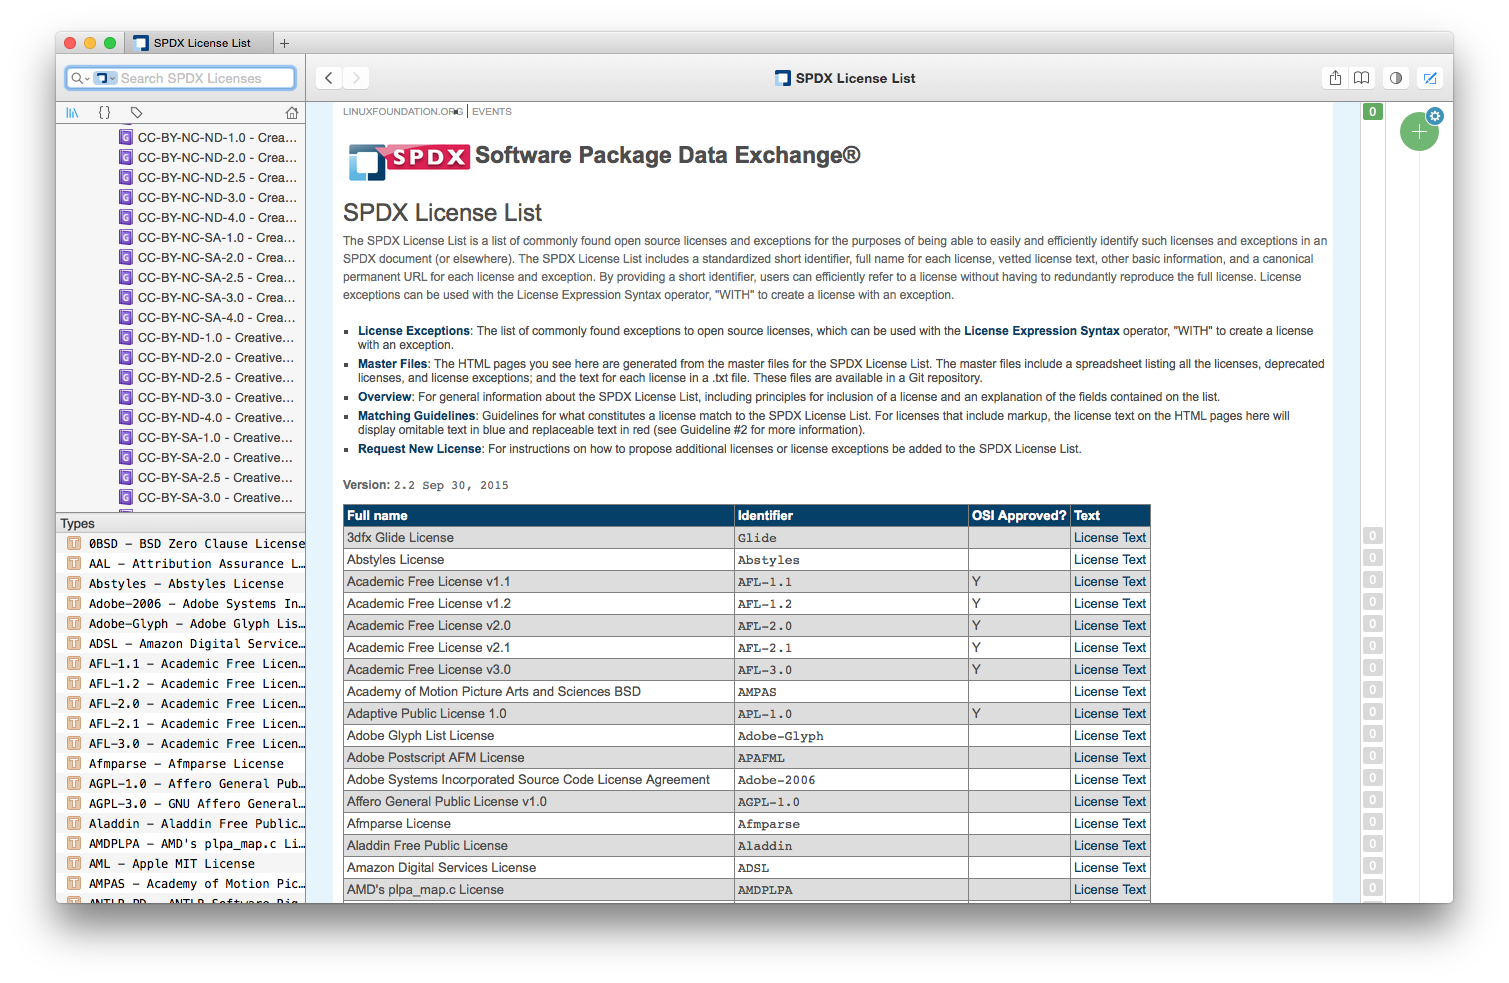 SPDX License List
Search SPDX Licenses
SPDX License List
CC-BY-NC-ND-1.0 - Crea...
CC-BY-NC-ND-2.0 - Crea...
CC-BY-NC-ND-2.5 - Crea...
CC-BY-NC-ND-3.0 - Crea...
CC-BY-NC-ND-4.0 - Crea...
CC-BY-NC-SA-1.0 - Crea...
CC-BY-NC-SA-2.0 - Crea...
CC-BY-NC-SA-2.5 - Crea...
CC-BY-NC-SA-3.0 - Crea...
CC-BY-NC-SA-4.0 - Crea...
CC-BY-ND-1.0 - Creative...
CC-BY-ND-2.0 - Creative...
CC-BY-ND-2.5 - Creative...
CC-BY-ND-3.0 - Creative...
CC-BY-ND-4.0 - Creative...
CC-BY-SA-1.0 - Creative...
CC-BY-SA-2.0 - Creative...
CC-BY-SA-2.5 - Creative...
CC-BY-SA-3.0 - Creative...
Types
0BSD – BSD Zero Clause License
AAL – Attribution Assurance L…
Abstyles – Abstyles License
Adobe-2006 – Adobe Systems In…
Adobe-Glyph – Adobe Glyph Lis…
ADSL – Amazon Digital Service…
AFL-1.1 – Academic Free Licen…
AFL-1.2 – Academic Free Licen…
AFL-2.0 – Academic Free Licen…
AFL-2.1 – Academic Free Licen…
AFL-3.0 – Academic Free Licen…
Afmparse – Afmparse License
AGPL-1.0 – Affero General Pub…
AGPL-3.0 – GNU Affero General…
Aladdin – Aladdin Free Public…
AMDPLPA – AMD's plpa_map.c Li…
AML – Apple MIT License
AMPAS – Academy of Motion Pic…
LINUXFOUNDATION.ORG | EVENTS
SPDX Software Package Data Exchange®
SPDX License List
The SPDX License List is a list of commonly found open source licenses and exceptions for the purposes of being able to easily and efficiently identify such licenses and exceptions in an
SPDX document (or elsewhere). The SPDX License List includes a standardized short identifier, full name for each license, vetted license text, other basic information, and a canonical
permanent URL for each license and exception. By providing a short identifier, users can efficiently refer to a license without having to redundantly reproduce the full license. License
exceptions can be used with the License Expression Syntax operator, "WITH" to create a license with an exception.
License Exceptions: The list of commonly found exceptions to open source licenses, which can be used with the License Expression Syntax operator, "WITH" to create a license
with an exception.
Master Files: The HTML pages you see here are generated from the master files for the SPDX License List. The master files include a spreadsheet listing all the licenses, deprecated
licenses, and license exceptions; and the text for each license in a .txt file. These files are available in a Git repository.
Overview: For general information about the SPDX License List, including principles for inclusion of a license and an explanation of the fields contained on the list.
Matching Guidelines: Guidelines for what constitutes a license match to the SPDX License List. For licenses that include markup, the license text on the HTML pages here will
display omitable text in blue and replaceable text in red (see Guideline #2 for more information).
Request New License: For instructions on how to propose additional licenses or license exceptions be added to the SPDX License List.
Version: 2.2 Sep 30, 2015
Full name Identifier OSI Approved? Text
3dfx Glide License Glide License Text 0
Abstyles License Abstyles License Text 0
Academic Free License v1.1 AFL-1.1 Y License Text 0
Academic Free License v1.2 AFL-1.2 Y License Text 0
Academic Free License v2.0 AFL-2.0 Y License Text 0
Academic Free License v2.1 AFL-2.1 Y License Text 0
Academic Free License v3.0 AFL-3.0 Y License Text 0
Academy of Motion Picture Arts and Sciences BSD AMPAS License Text 0
Adaptive Public License 1.0 APL-1.0 Y License Text 0
Adobe Glyph List License Adobe-Glyph License Text 0
Adobe Postscript AFM License APAFML License Text 0
Adobe Systems Incorporated Source Code License Agreement Adobe-2006 License Text 0
Affero General Public License v1.0 AGPL-1.0 License Text 0
Afmparse License Afmparse License Text 0
Aladdin Free Public License Aladdin License Text 0
Amazon Digital Services License ADSL License Text 0
AMD's plpa_map.c License AMDPLPA License Text 0
0